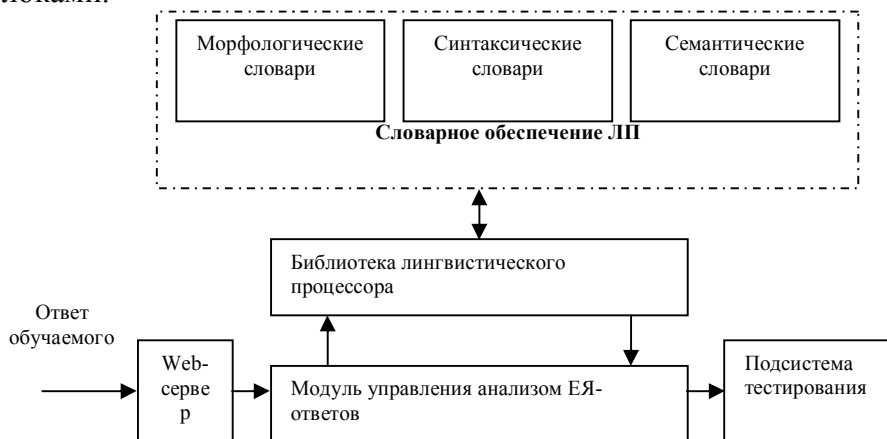 Морфологические
словари
Синтаксические
словари
Семантические
словари
Словарное обеспечение ЛП
Библиотека лингвистического
процессора
Ответ
обучаемого
Web-
серве
р
Модуль управления анализом ЕЯ-
ответов
Подсистема
тестирования